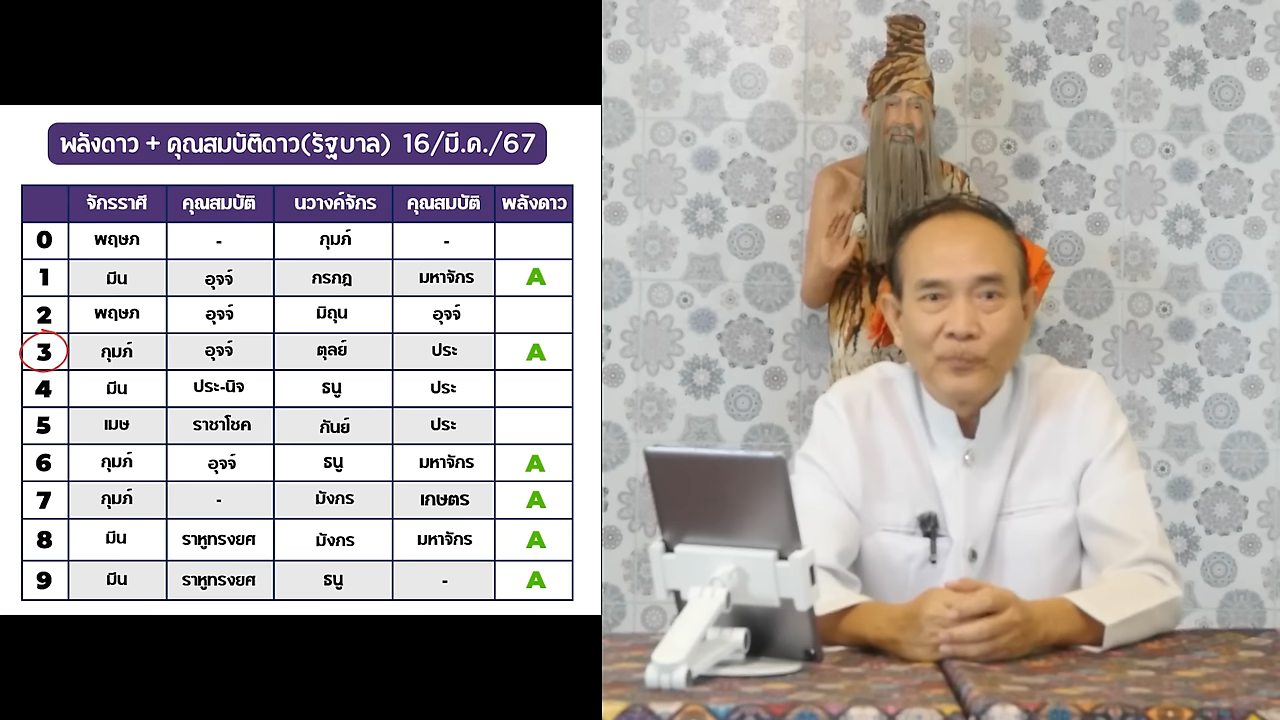 พลังดาว + คุณสมบัติดาว(รัฐบาล) 16/มี.ค./67
จักรราศี คุณสมบัติ นวางค์จักร คุณสมบัติ พลังดาว
0 พฤษภ - กุมภ์ -
1 มีน อุจจ์ กรกฎ มหาจักร A
2 พฤษภ อุจจ์ มิถุน อุจจ์
3 กุมภ์ อุจจ์ ตุลย์ ประ A
4 มีน ประ-นิจ ธนู ประ
5 เมษ ราชาโชค กันย์ ประ
6 กุมภ์ อุจจ์ ธนู มหาจักร A
7 กุมภ์ - มังกร เกษตร A
8 มีน ราหูทรงยศ มังกร มหาจักร A
9 มีน ราหูทรงยศ ธนู - A